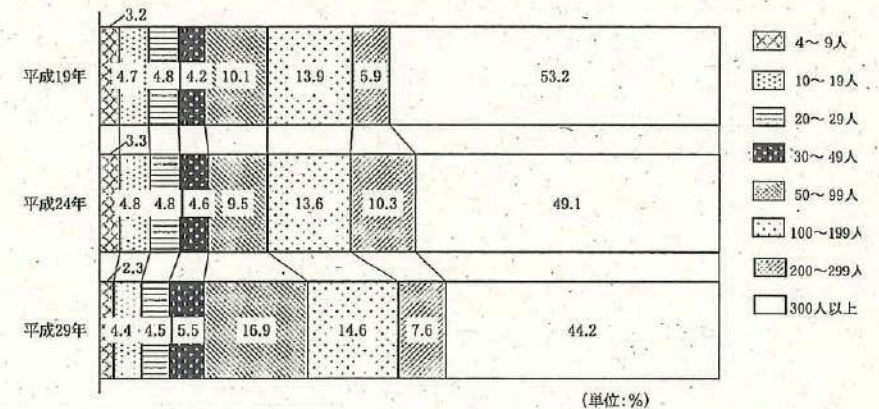 3.2
平成19年 4.7 4.8 4.2 10.1 13.9 5.9 53.2
3.3
平成24年 4.8 4.8 4.6 9.5 13.6 10.3 49.1
2.3
平成29年 4.4 4.5 5.5 16.9 14.6 7.6 44.2
(単位:%)
4～9人
10～19人
20～29人
30～49人
50～99人
100～199人
200～299人
300人以上